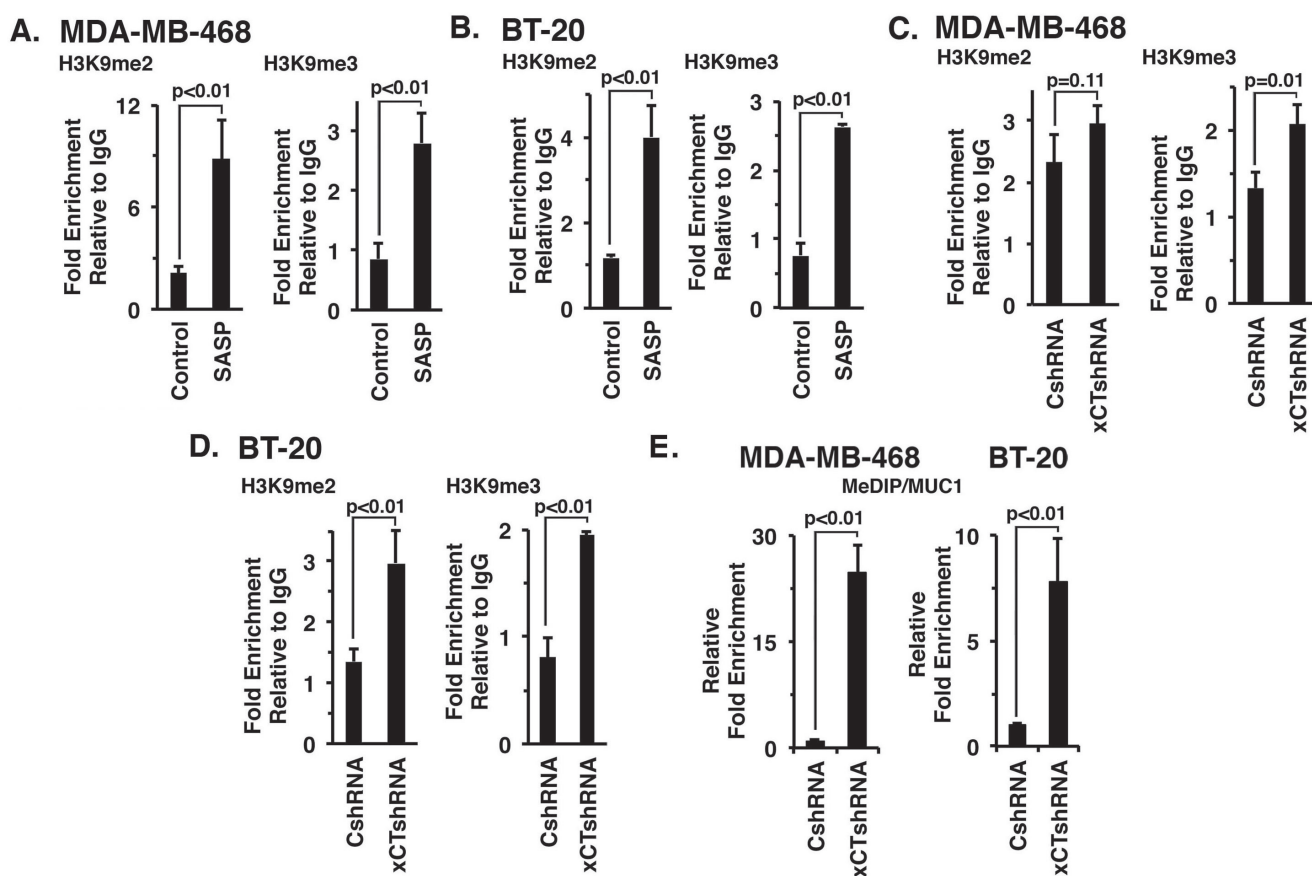 A. MDA-MB-468
H3K9me2
p<0.01
12
9
6
3
0
Fold Enrichment
Relative to IgG
Control
SASP
H3K9me3
p<0.01
3
2
1
0
Fold Enrichment
Relative to IgG
Control
SASP
B. BT-20
H3K9me2
p<0.01
4
2
0
Fold Enrichment
Relative to IgG
Control
SASP
H3K9me3
p<0.01
3
2
1
0
Fold Enrichment
Relative to IgG
Control
SASP
C. MDA-MB-468
H3K9me2
p=0.11
3
2
1
0
Fold Enrichment
Relative to IgG
CshRNA
xCTshRNA
H3K9me3
p=0.01
2
1
0
Fold Enrichment
Relative to IgG
CshRNA
xCTshRNA
D. BT-20
H3K9me2
p<0.01
3
2
1
0
Fold Enrichment
Relative to IgG
CshRNA
xCTshRNA
H3K9me3
p<0.01
2
1
0
Fold Enrichment
Relative to IgG
CshRNA
xCTshRNA
E. MDA-MB-468
BT-20
MeDIP/MUC1
p<0.01
30
15
0
Relative
Fold Enrichment
CshRNA
xCTshRNA
p<0.01
10
5
0
Relative
Fold Enrichment
CshRNA
xCTshRNA